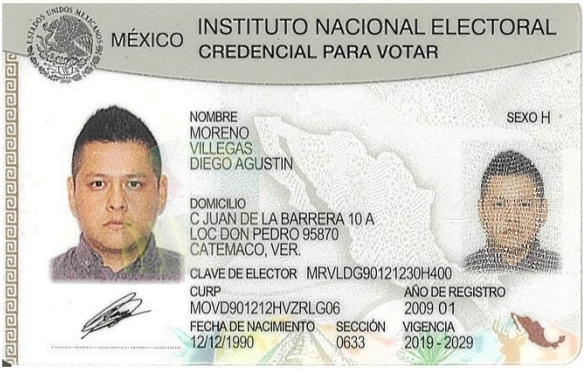 ESTADOS UNIDOS MEXICANOS
MÉXICO INSTITUTO NACIONAL ELECTORAL
CREDENCIAL PARA VOTAR
NOMBRE SEXO H
MORENO
VILLEGAS
DIEGO AGUSTIN
DOMICILIO
C JUAN DE LA BARRERA 10 A
LOC DON PEDRO 95870
CATEMACO, VER.
CLAVE DE ELECTOR MRVLDG90121230H400
CURP AÑO DE REGISTRO
MOVD901212HVZRLG06 2009 01
FECHA DE NACIMIENTO SECCIÓN VIGENCIA
12/12/1990 0633 2019 - 2029